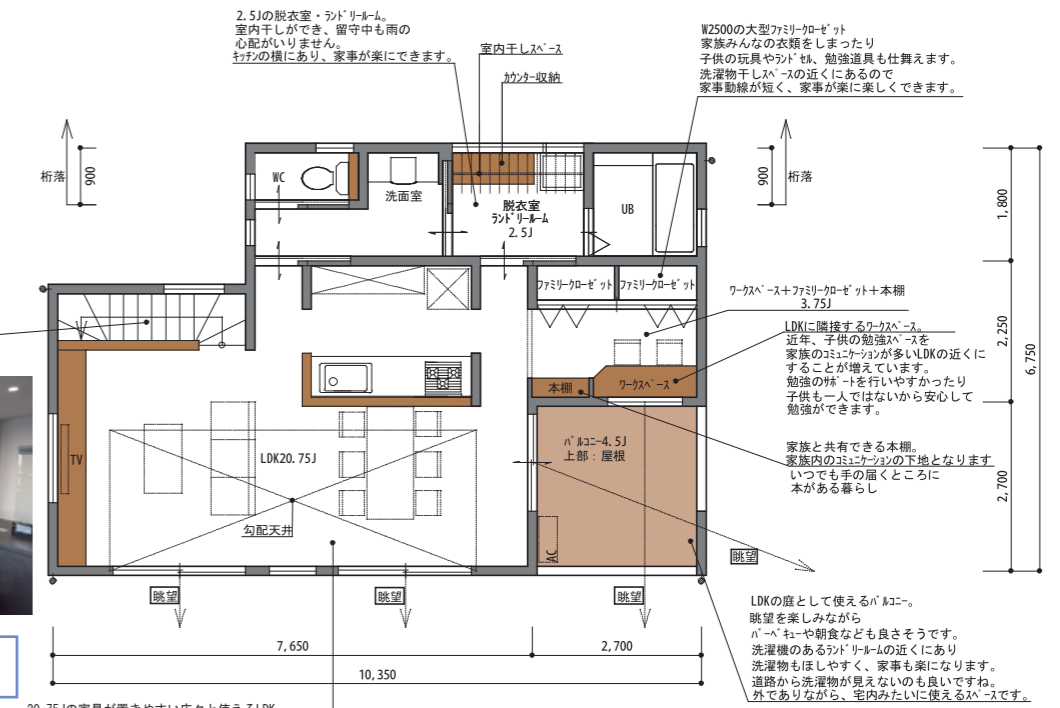 2.5Jの脱衣室・ランドリールーム。
室内干しができ、留守中も雨の
心配がいりません。
キッチンの横にあり、家事が楽にできます。
室内干しスペース
カウンター収納
W2500の大型ファミリークローゼット
家族みんなの衣類をしまったり
子供の玩具やランドセル、勉強道具も仕舞えます。
洗濯物干しスペースの近くにあるので
家事動線が短く、家事が楽に楽しくできます。
桁落
900
900
桁落
WC
洗面室
脱衣室
ランドリールーム
2.5J
UB
1,800
2,250
6,750
2,700
ファミリークローゼット
ファミリークローゼット
ワークスペース+ファミリークローゼット+本棚
3.75J
LDKに隣接するワークスペース。
近年、子供の勉強スペースを
家族のコミュニケーションが多いLDKの近くに
することが増えています。
勉強のサポートを行いやすかったり
子供も一人ではないから安心して
勉強ができます。
本棚
ワークスペース
家族と共有できる本棚。
家族内のコミュニケーションの下地となります
いつでも手の届くところに
本がある暮らし
TV
LDK20.75J
勾配天井
バルコニー4.5J
上部:屋根
AC
眺望
眺望
眺望
眺望
LDKの庭として使えるバルコニー。
眺望を楽しみながら
バーベキューや朝食なども良さそうです。
洗濯機のあるランドリールームの近くにあり
洗濯物もほしやすく、家事も楽になります。
道路から洗濯物が見えないのも良いですね。
外でありながら、宅内みたいに使えるスペースです。
7,650
2,700
10,350
20.75Jの家具が置きやすい広々と使えるLDK